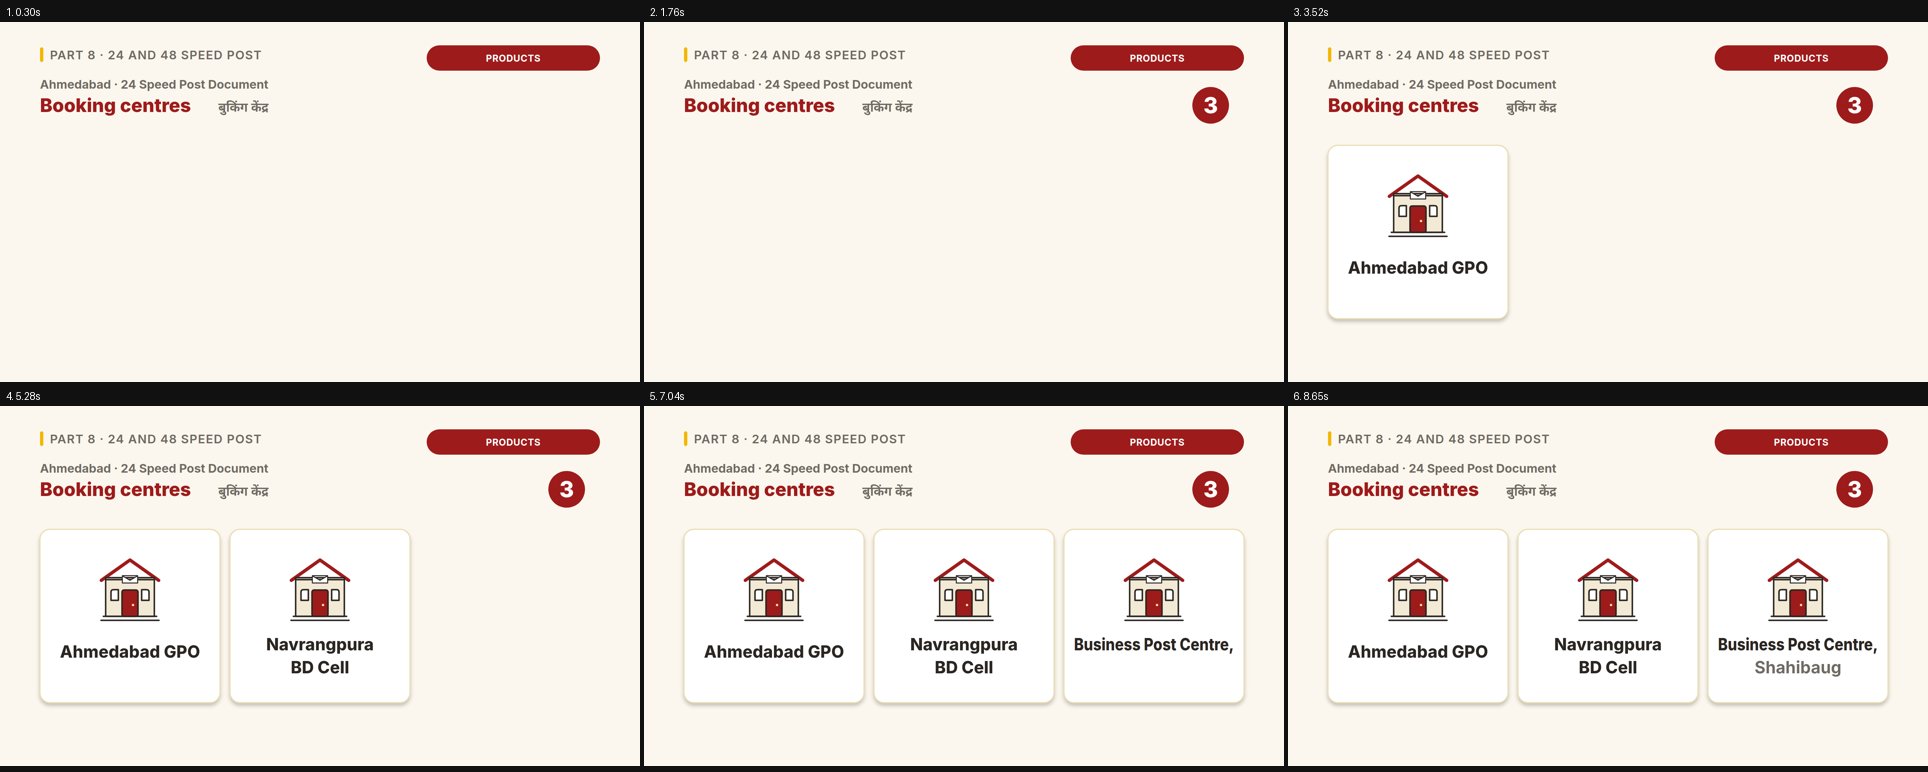 1. 0.30s
PART 8 · 24 AND 48 SPEED POST
PRODUCTS
Ahmedabad · 24 Speed Post Document
Booking centres बुकिंग केंद्र
2. 1.76s
PART 8 · 24 AND 48 SPEED POST
PRODUCTS
Ahmedabad · 24 Speed Post Document
Booking centres बुकिंग केंद्र
3
3. 3.52s
PART 8 · 24 AND 48 SPEED POST
PRODUCTS
Ahmedabad · 24 Speed Post Document
Booking centres बुकिंग केंद्र
3
Ahmedabad GPO
4. 5.28s
PART 8 · 24 AND 48 SPEED POST
PRODUCTS
Ahmedabad · 24 Speed Post Document
Booking centres बुकिंग केंद्र
3
Ahmedabad GPO
Navrangpura
BD Cell
5. 7.04s
PART 8 · 24 AND 48 SPEED POST
PRODUCTS
Ahmedabad · 24 Speed Post Document
Booking centres बुकिंग केंद्र
3
Ahmedabad GPO
Navrangpura
BD Cell
Business Post Centre,
6. 8.65s
PART 8 · 24 AND 48 SPEED POST
PRODUCTS
Ahmedabad · 24 Speed Post Document
Booking centres बुकिंग केंद्र
3
Ahmedabad GPO
Navrangpura
BD Cell
Business Post Centre,
Shahibaug